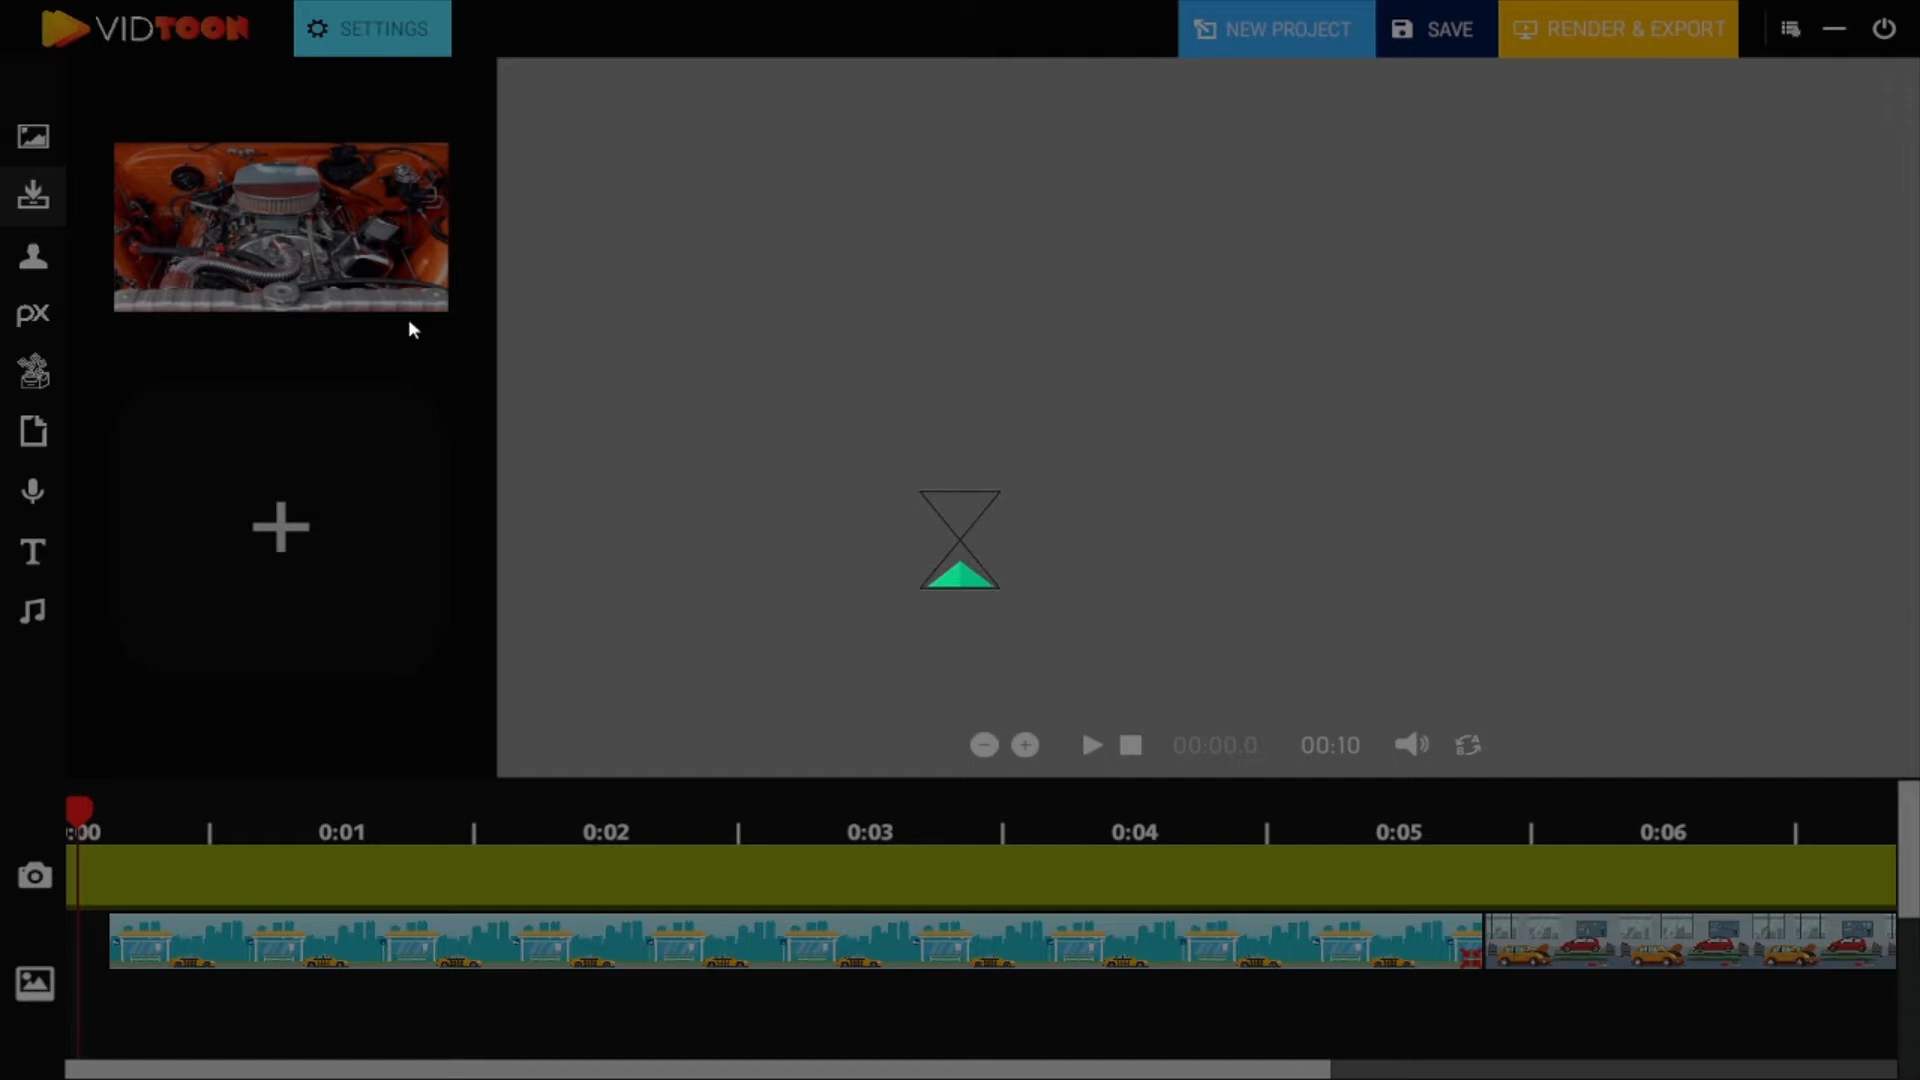 VIDTOON
SETTINGS
NEW PROJECT
SAVE
RENDER & EXPORT
px
T
00:00.0
00:10
:00
0:01
0:02
0:03
0:04
0:05
0:06